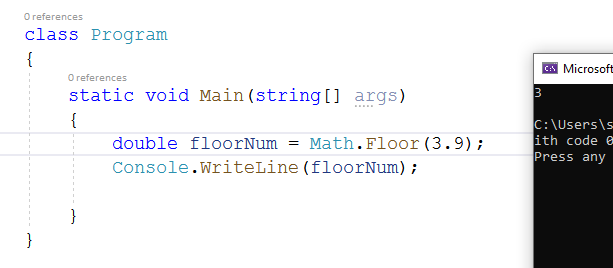 0 references
class Program
{
0 references
static void Main(string[] args)
{
double floorNum = Math.Floor(3.9);
Console.WriteLine(floorNum);
}
}
Microsoft
3
C:\Users\s
ith code 0
Press any